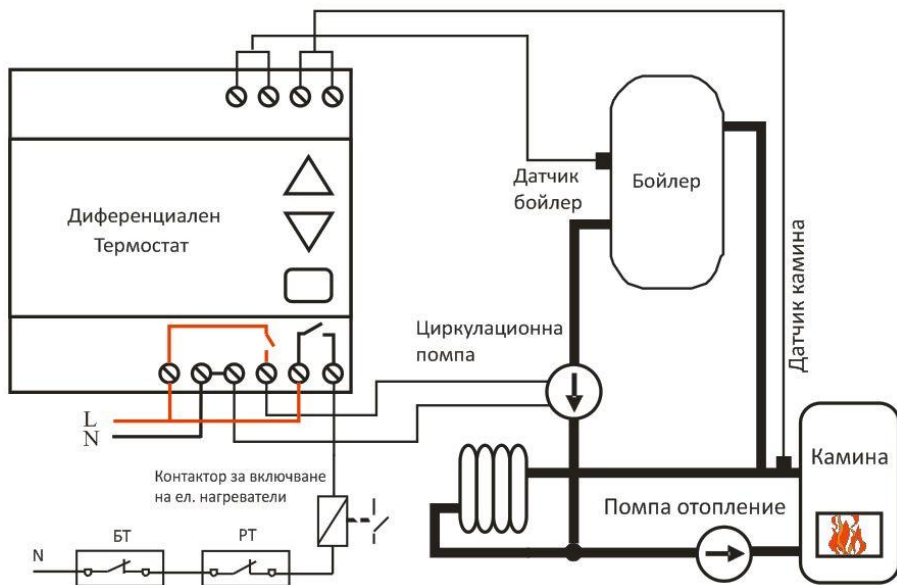 Диференциален
Термостат
Датчик
бойлер
Бойлер
Циркулационна
помпа
Датчик камина
L
N
Контактор за включване
на ел. нагреватели
Помпа отопление
Камина
N
БТ
РТ